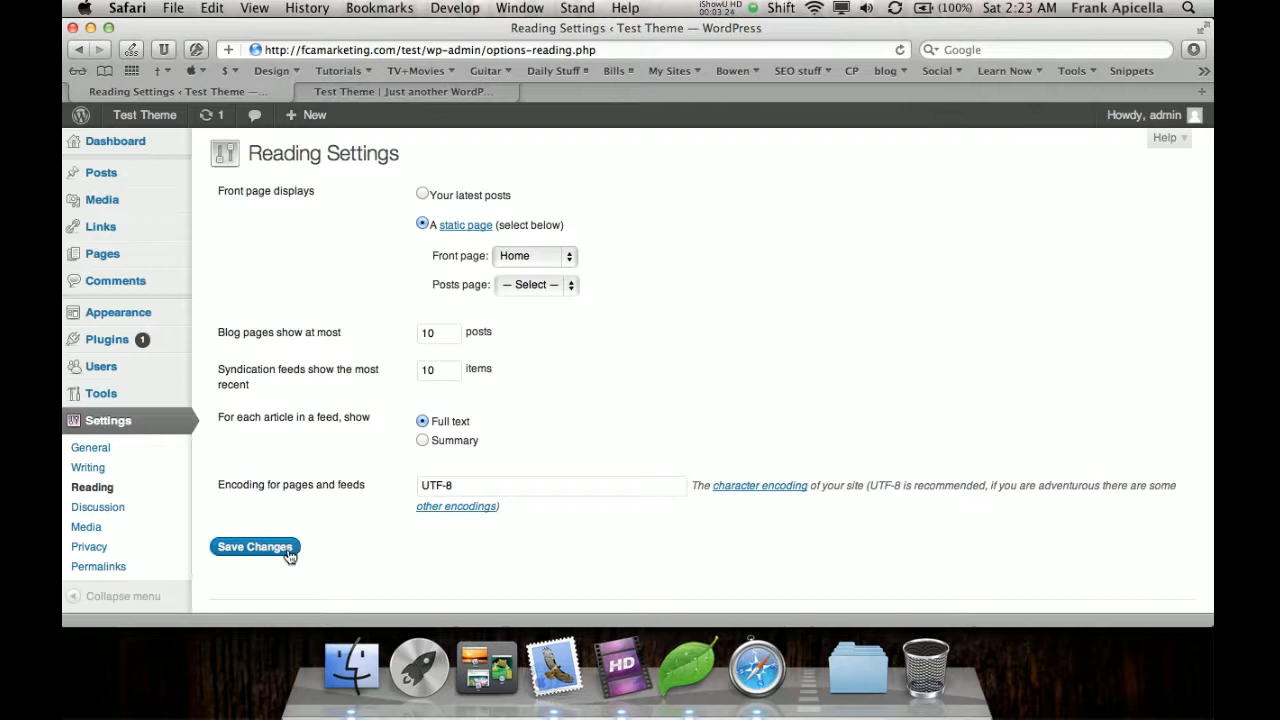 Safari File Edit View History Bookmarks Develop Window Stand Help iShowU HD 00:03:24 Shift (100%) Sat 2:23 AM Frank Apicella
Reading Settings ‹ Test Theme — WordPress
http://fcamarketing.com/test/wp-admin/options-reading.php Google
css U
† $ Design Tutorials TV+Movies Guitar Daily Stuff Bills My Sites Bowen SEO stuff CP blog Social Learn Now Tools Snippets
Reading Settings ‹ Test Theme —... Test Theme | Just another WordP...
Test Theme 1 + New Howdy, admin
Help
Dashboard
Posts
Media
Links
Pages
Comments
Appearance
Plugins 1
Users
Tools
Settings
General
Writing
Reading
Discussion
Media
Privacy
Permalinks
Collapse menu
Reading Settings
Front page displays Your latest posts
A static page (select below)
Front page: Home
Posts page: — Select —
Blog pages show at most 10 posts
Syndication feeds show the most 10 items
recent
For each article in a feed, show Full text
Summary
Encoding for pages and feeds UTF-8 The character encoding of your site (UTF-8 is recommended, if you are adventurous there are some
other encodings)
Save Changes
HD